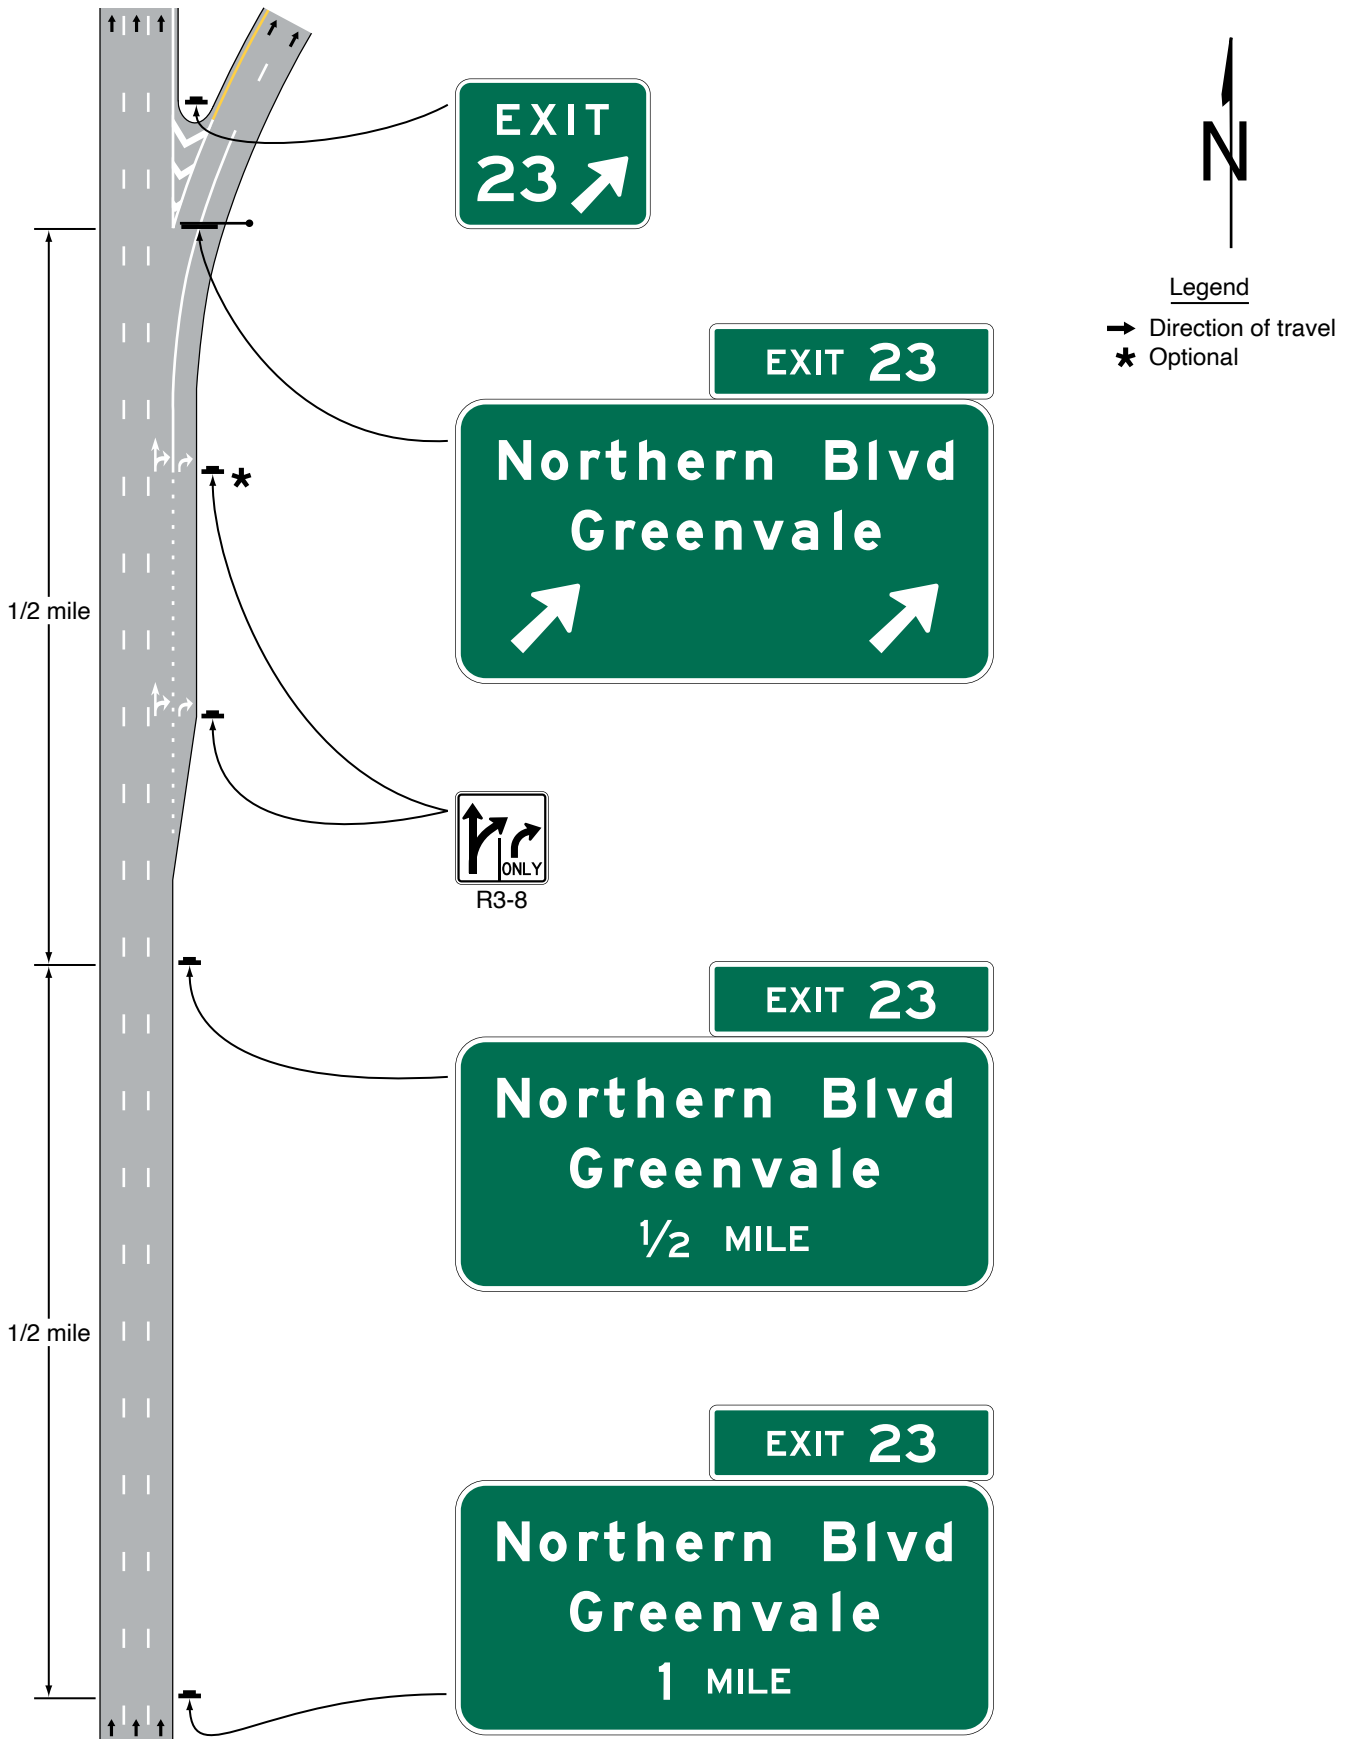 EXIT
23
N
Legend
Direction of travel
* Optional
EXIT 23
Northern Blvd
Greenvale
*
1/2 mile
ONLY
R3-8
EXIT 23
Northern Blvd
Greenvale
1/2 MILE
1/2 mile
EXIT 23
Northern Blvd
Greenvale
1 MILE